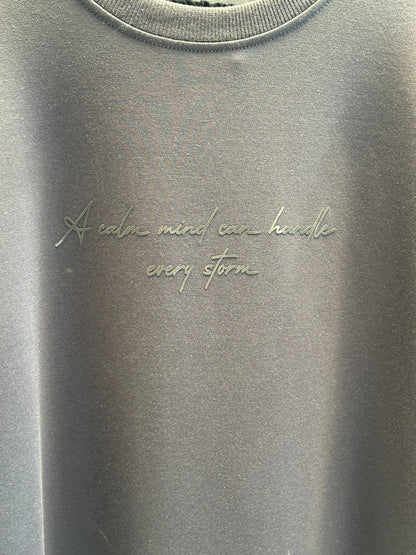 A calm mind can handle
every storm